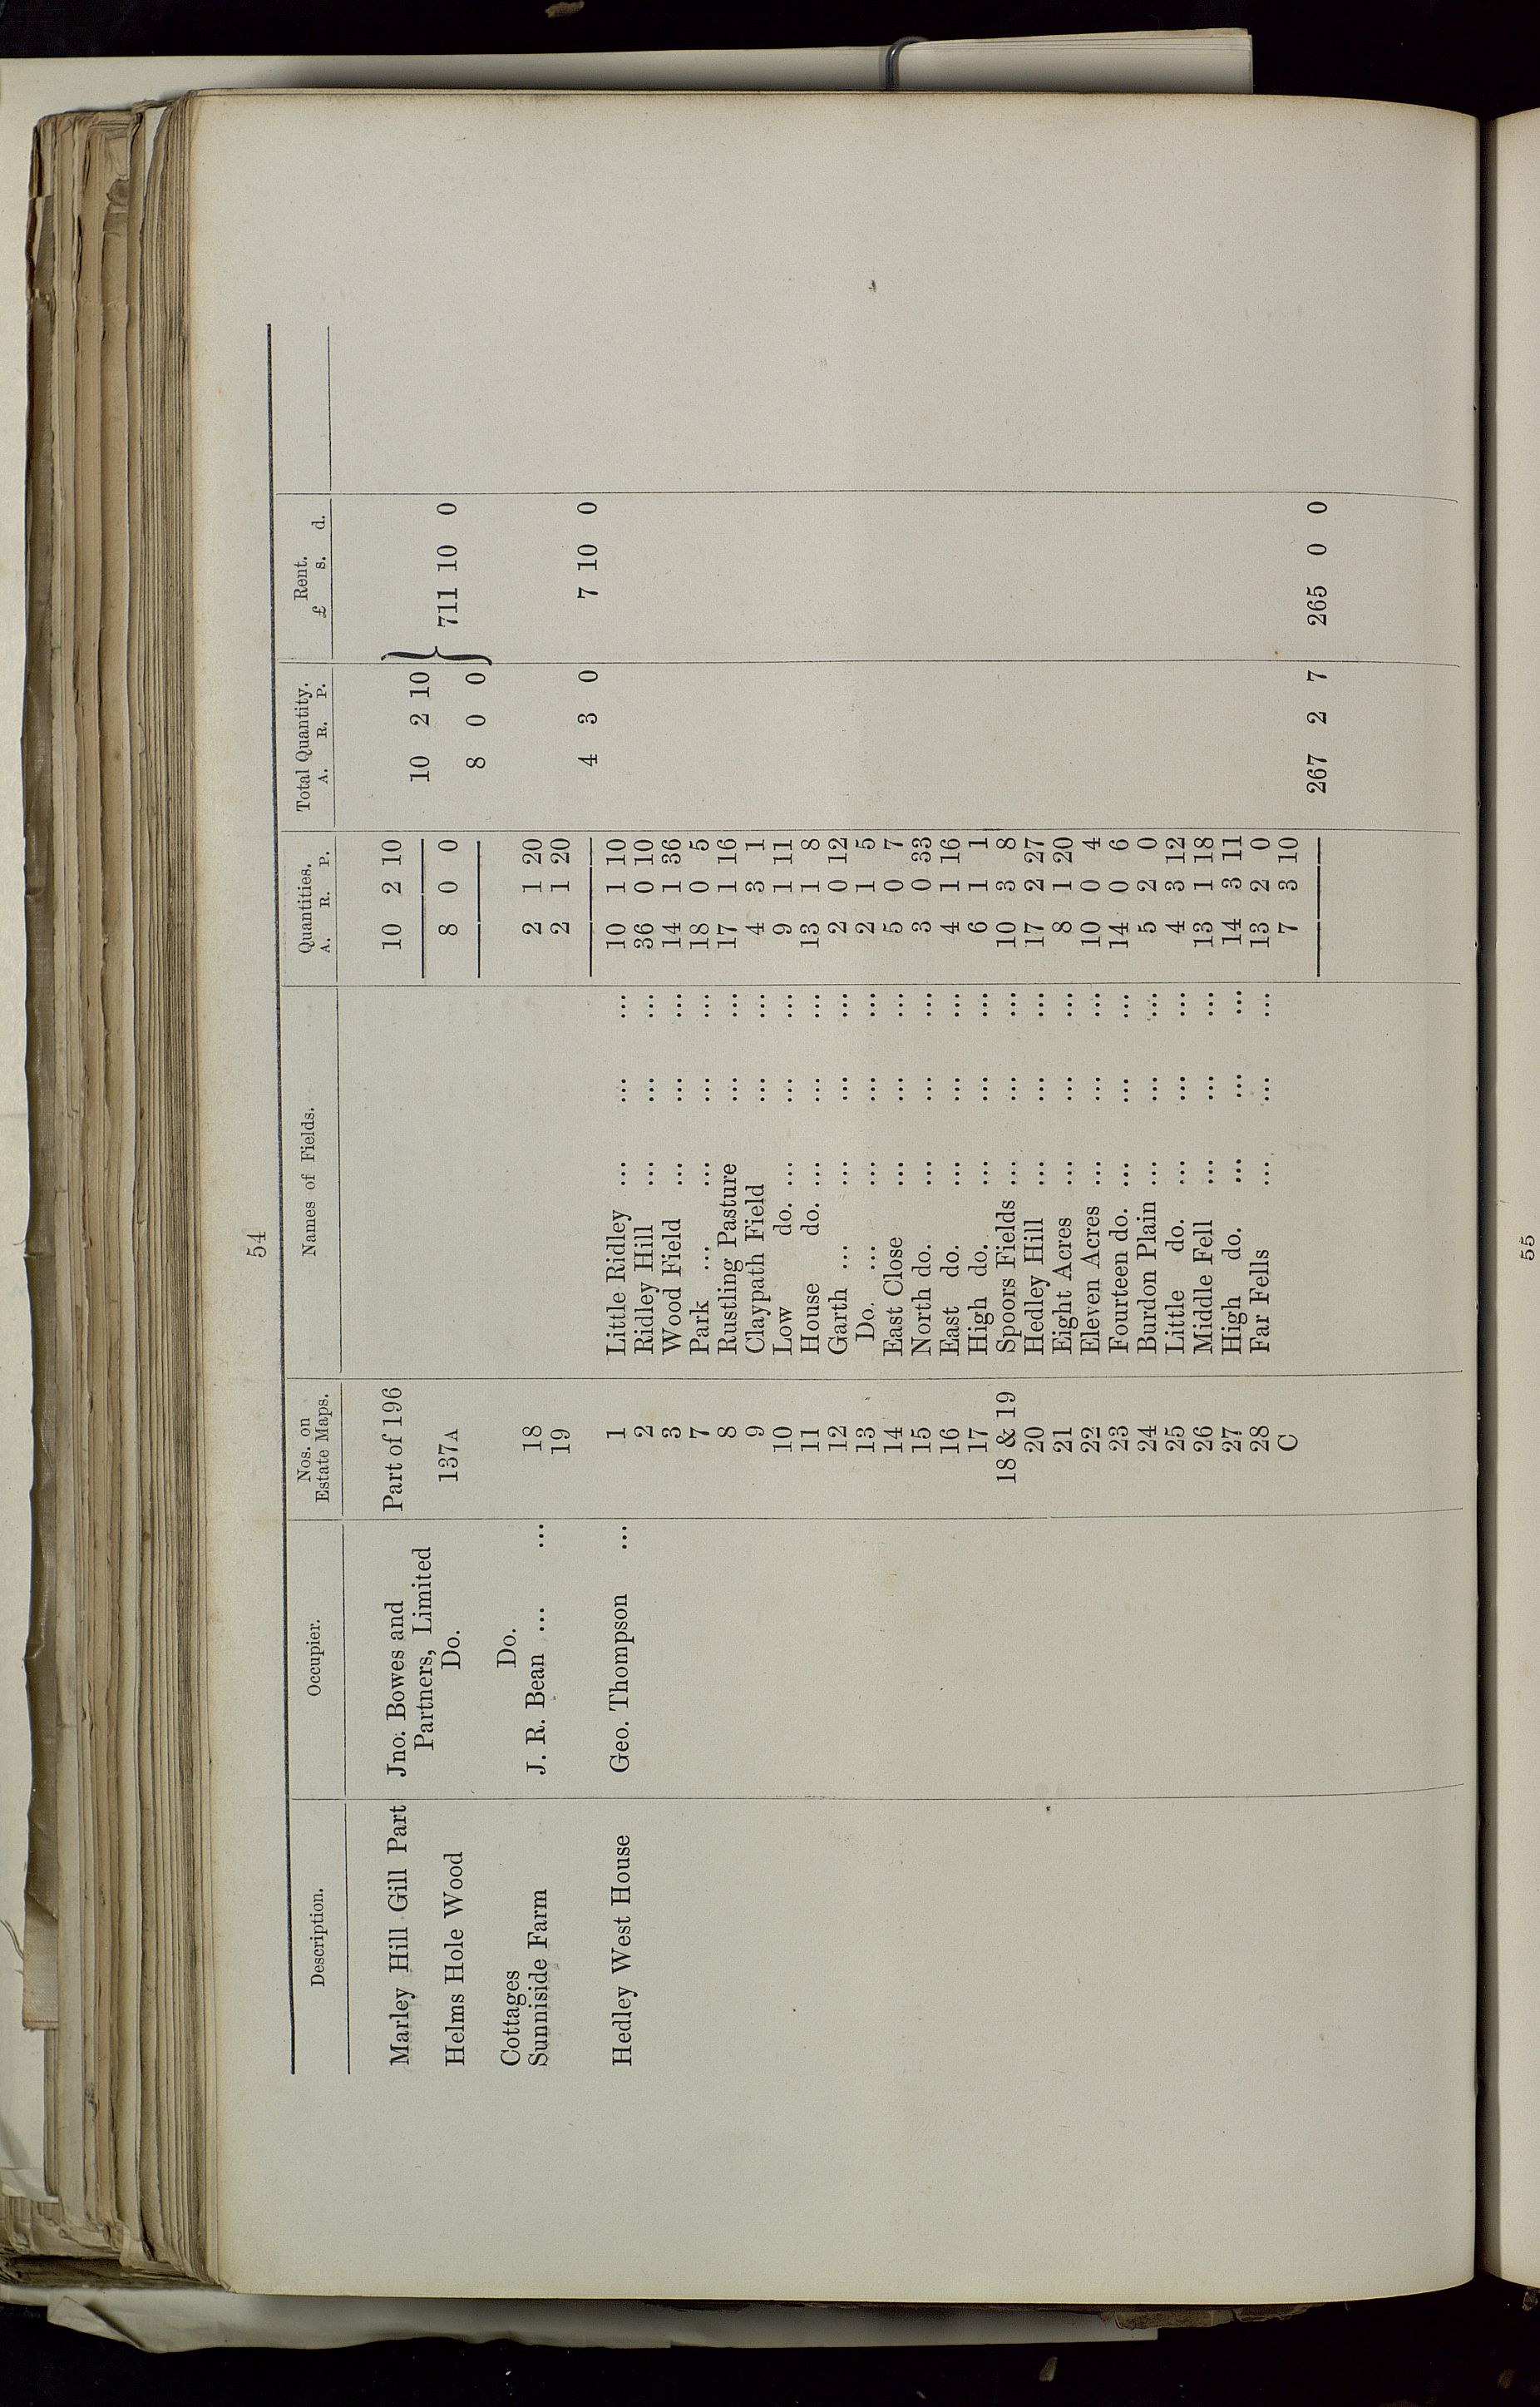 54
Description. Occupier. Nos. on Estate Maps. Names of Fields. Quantities. A. R. P. Total Quantity. A. R. P. Rent. £ s. d.
Marley Hill Gill Part Jno. Bowes and Part of 196 10 2 10
Partners, Limited 10 2 10
Helms Hole Wood Do. 137A 8 0 0 } 711 10 0
8 0 0
Cottages Do.
Sunniside Farm J. R. Bean ... ... 18 2 1 20
19 2 1 20
4 3 0 7 10 0
Hedley West House Geo. Thompson ... 1 Little Ridley ... ... ... 10 1 10
2 Ridley Hill ... ... ... 36 0 10
3 Wood Field ... ... ... 14 1 36
7 Park ... ... ... ... 18 0 5
8 Rustling Pasture ... ... 17 1 16
9 Claypath Field ... ... 4 3 1
10 Low do. ... ... ... 9 1 11
11 House do. ... ... ... 13 1 8
12 Garth ... ... ... ... 2 0 12
13 Do. ... ... ... ... 2 1 5
14 East Close ... ... ... 5 0 7
15 North do. ... ... ... 3 0 33
16 East do. ... ... ... 4 1 16
17 High do. ... ... ... 6 1 1
18 & 19 Spoors Fields ... ... ... 10 3 8
20 Hedley Hill ... ... ... 17 2 27
21 Eight Acres ... ... ... 8 1 20
22 Eleven Acres ... ... ... 10 0 4
23 Fourteen do. ... ... ... 14 0 6
24 Burdon Plain ... ... ... 5 2 0
25 Little do. ... ... ... 4 3 12
26 Middle Fell ... ... ... 13 1 18
27 High do. ... ... ... 14 3 11
28 Far Fells ... ... ... 13 2 0
C 7 3 10
267 2 7 265 0 0
55